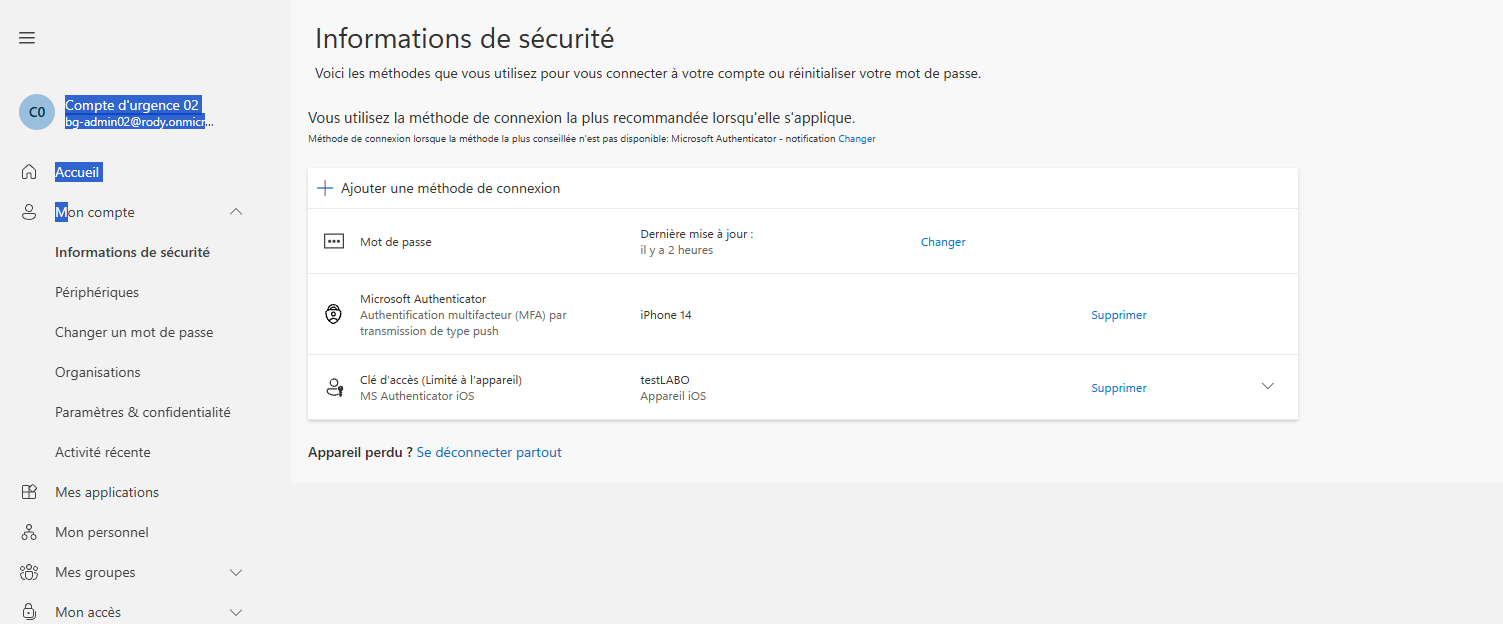 Informations de sécurité
Voici les méthodes que vous utilisez pour vous connecter à votre compte ou réinitialiser votre mot de passe.
C0
Compte d'urgence 02
bg-admin02@rody.onmicr...
Accueil
Mon compte
Informations de sécurité
Périphériques
Changer un mot de passe
Organisations
Paramètres & confidentialité
Activité récente
Mes applications
Mon personnel
Mes groupes
Mon accès
Vous utilisez la méthode de connexion la plus recommandée lorsqu'elle s'applique.
Méthode de connexion lorsque la méthode la plus conseillée n'est pas disponible: Microsoft Authenticator - notification Changer
Ajouter une méthode de connexion
Mot de passe
Dernière mise à jour :
il y a 2 heures
Changer
Microsoft Authenticator
Authentification multifacteur (MFA) par
transmission de type push
iPhone 14
Supprimer
Clé d'accès (Limité à l'appareil)
MS Authenticator iOS
testLABO
Appareil iOS
Supprimer
Appareil perdu ? Se déconnecter partout